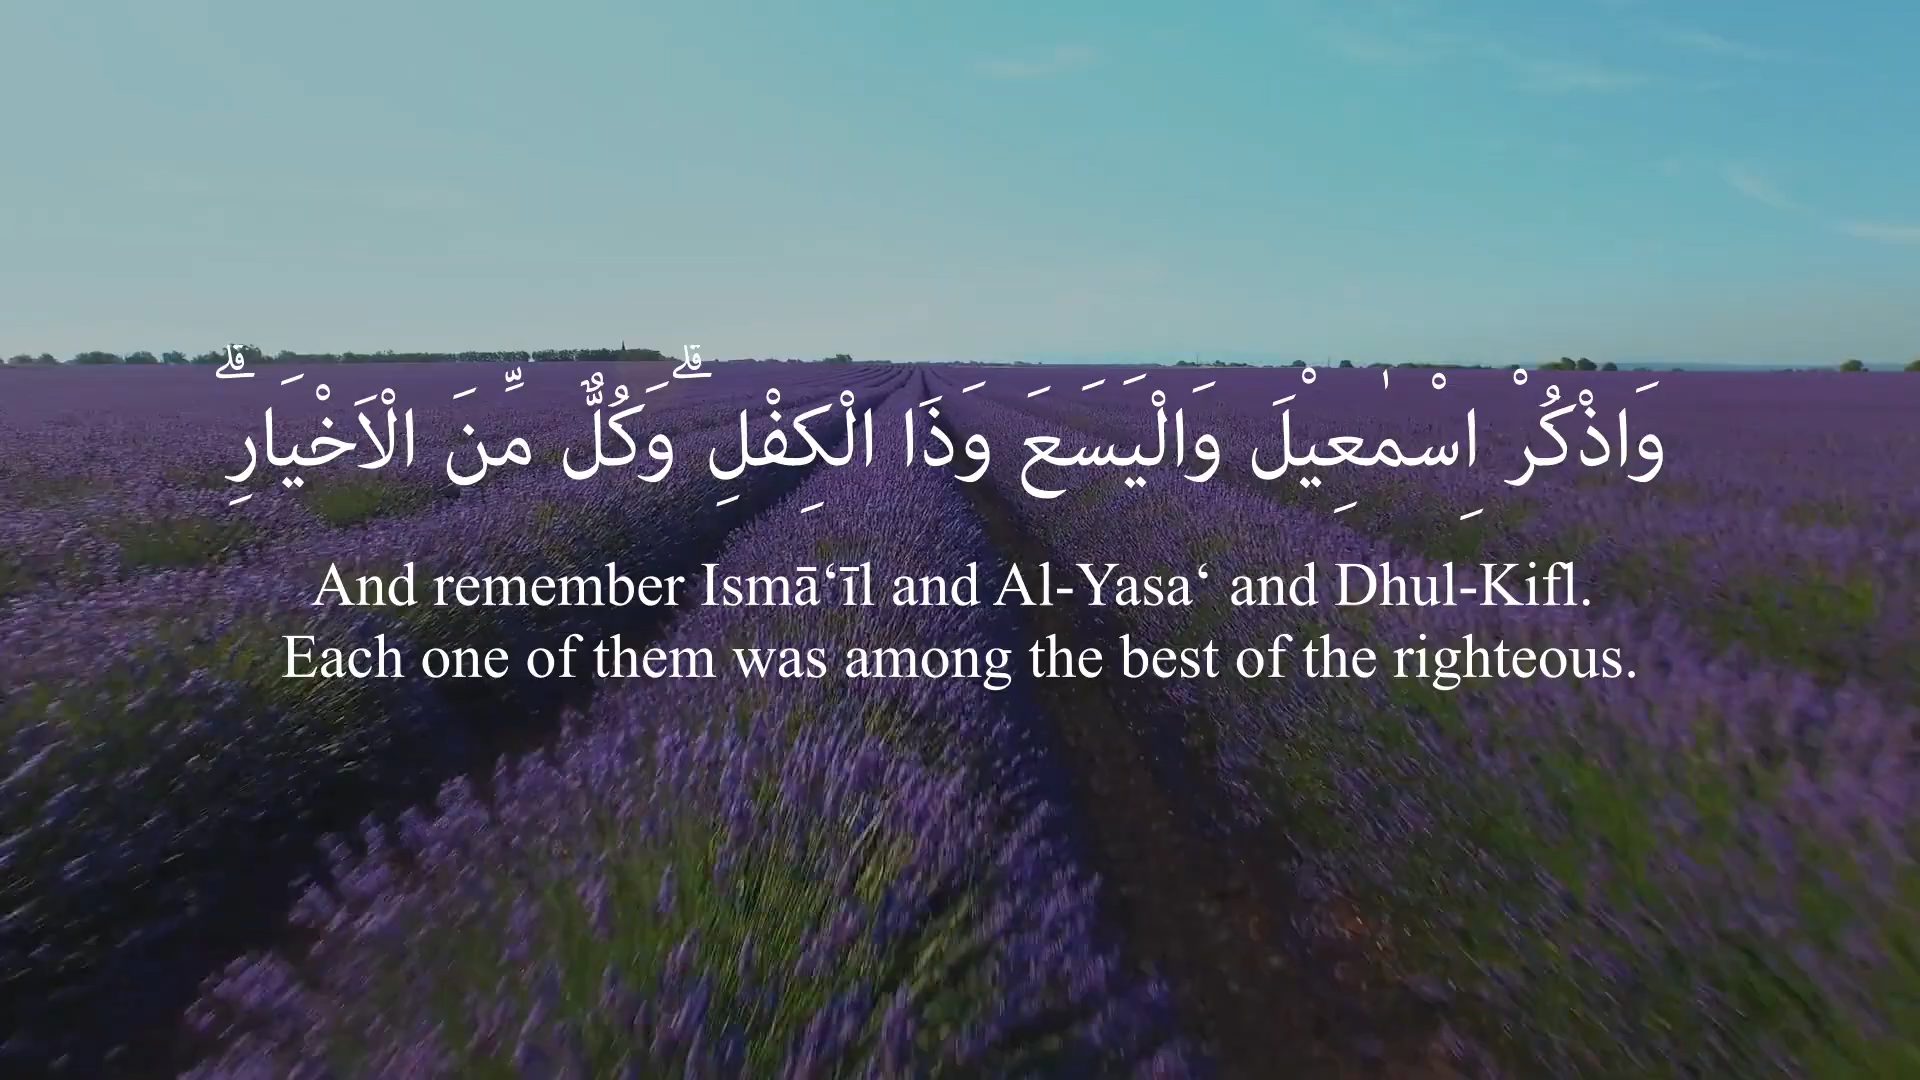 وَاذْكُرْ اِسْمٰعِيْلَ وَالْيَسَعَ وَذَا الْكِفْلِ ۗوَكُلٌّ مِّنَ الْاَخْيَارِۗ
And remember Ismā‘īl and Al-Yasa‘ and Dhul-Kifl.
Each one of them was among the best of the righteous.